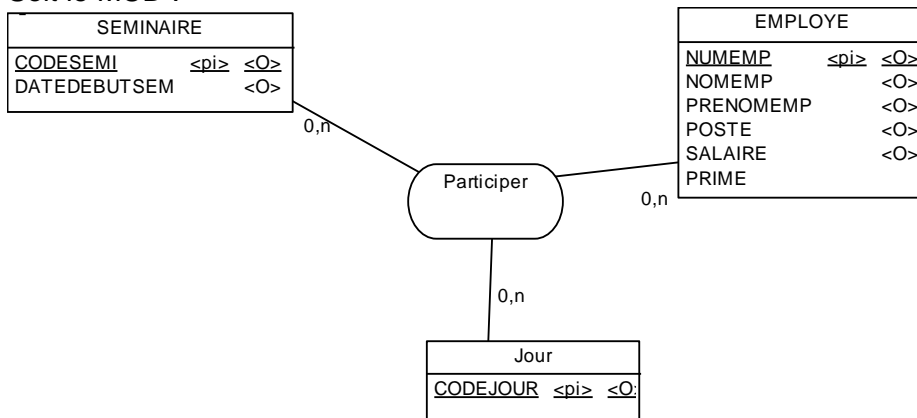 SEMINAIRE
CODESEMI <pi> <O>
DATEDEBUTSEM <O>
EMPLOYE
NUMEMP <pi> <O>
NOMEMP <O>
PRENOMEMP <O>
POSTE <O>
SALAIRE <O>
PRIME
0,n
Participer
0,n
0,n
Jour
CODEJOUR <pi> <O>